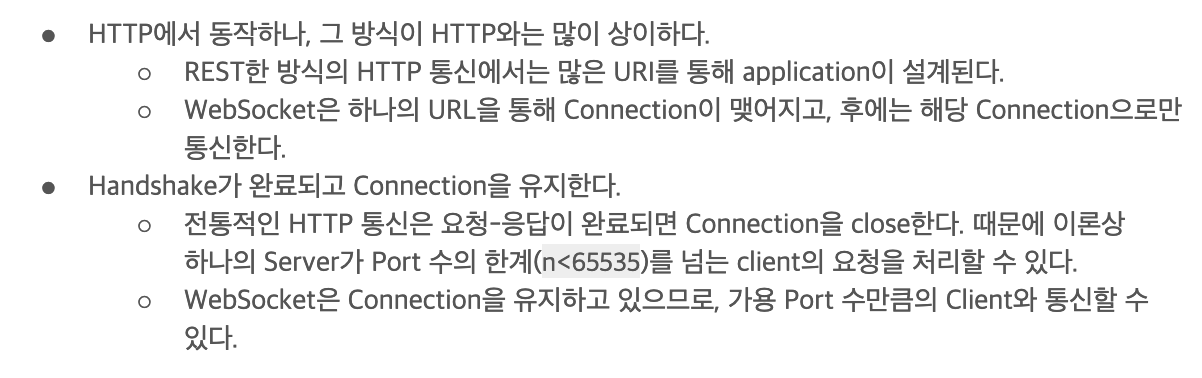 ● HTTP에서 동작하나, 그 방식이 HTTP와는 많이 상이하다.
○ REST한 방식의 HTTP 통신에서는 많은 URI를 통해 application이 설계된다.
○ WebSocket은 하나의 URL을 통해 Connection이 맺어지고, 후에는 해당 Connection으로만
통신한다.
● Handshake가 완료되고 Connection을 유지한다.
○ 전통적인 HTTP 통신은 요청-응답이 완료되면 Connection을 close한다. 때문에 이론상
하나의 Server가 Port 수의 한계(n<65535)를 넘는 client의 요청을 처리할 수 있다.
○ WebSocket은 Connection을 유지하고 있으므로, 가용 Port 수만큼의 Client와 통신할 수
있다.